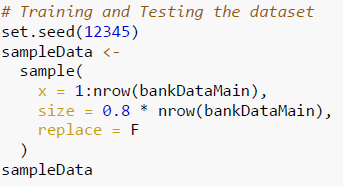 # Training and Testing the dataset
set.seed(12345)
sampleData <-
  sample(
    x = 1:nrow(bankDataMain),
    size = 0.8 * nrow(bankDataMain),
    replace = F
  )
sampleData